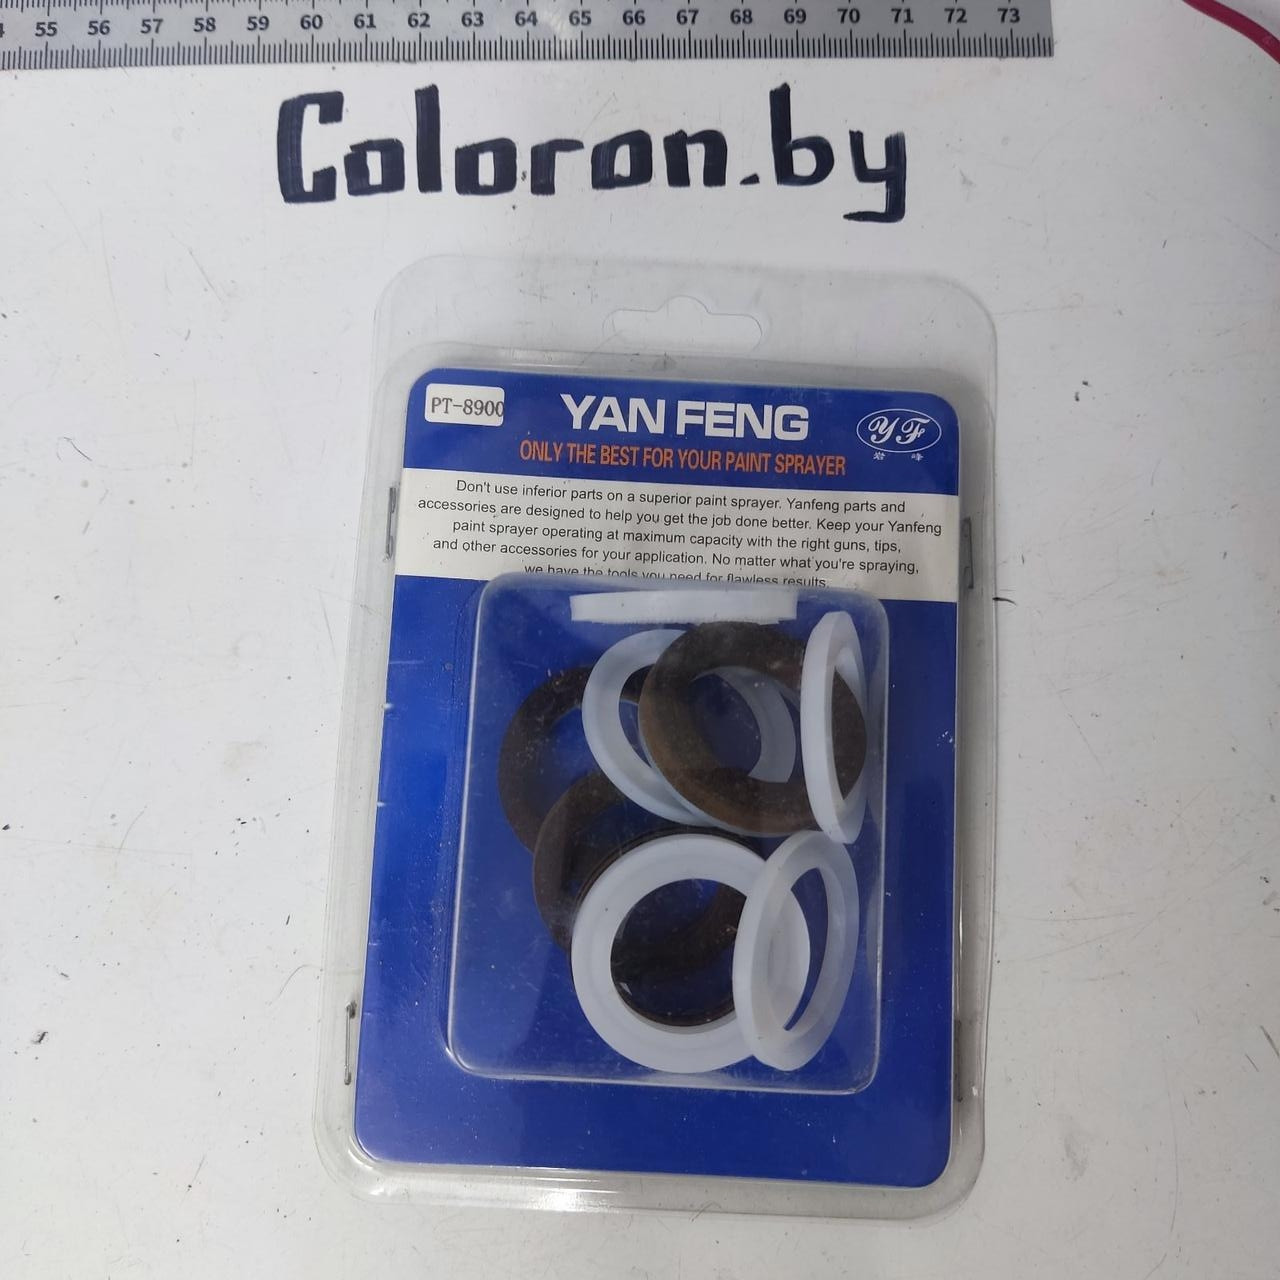 55 56 57 58 59 60 61 62 63 64 65 66 67 68 69 70 71 72 73
Coloron.by
PT-8900
YAN FENG
YF
岩峰
ONLY THE BEST FOR YOUR PAINT SPRAYER
Don't use inferior parts on a superior paint sprayer. Yanfeng parts and
accessories are designed to help you get the job done better. Keep your Yanfeng
paint sprayer operating at maximum capacity with the right guns, tips,
and other accessories for your application. No matter what you're spraying,
we have the tools you need for flawless results.